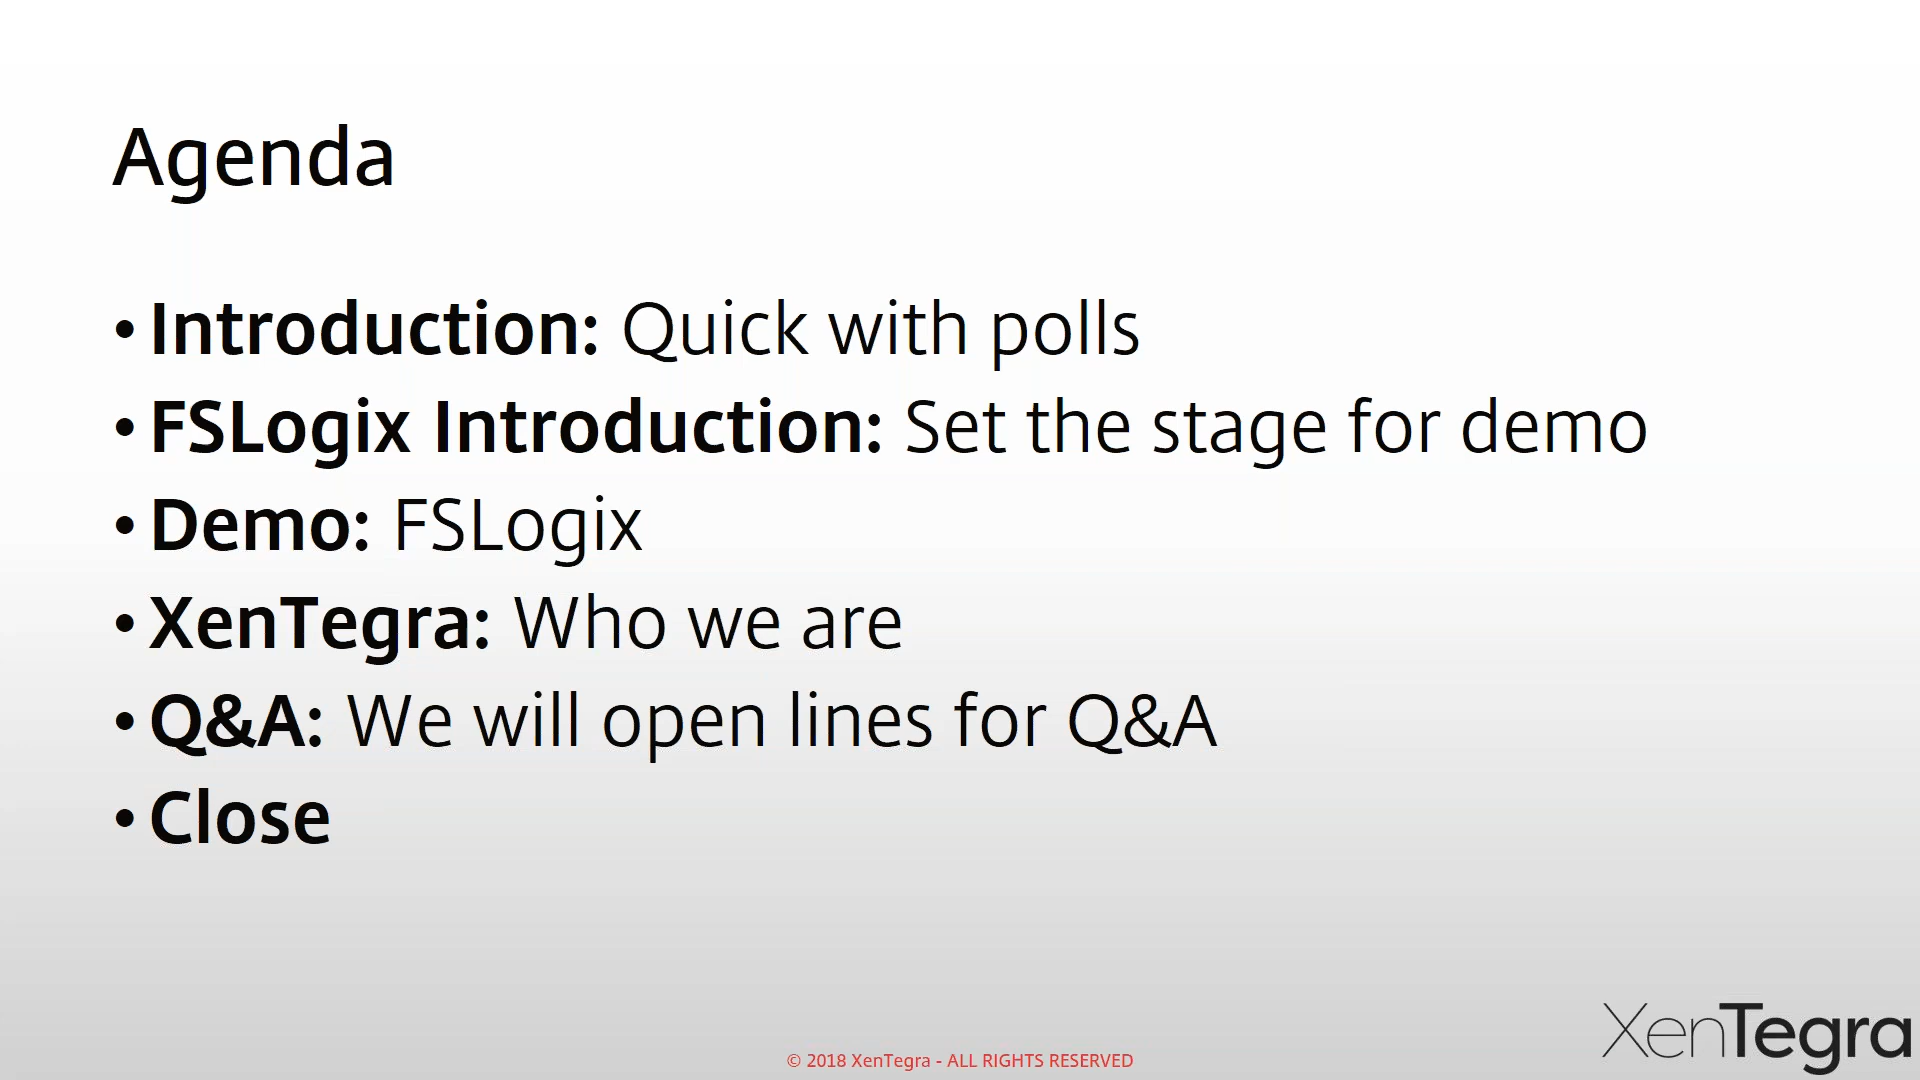 Agenda
• Introduction: Quick with polls
• FSLogix Introduction: Set the stage for demo
• Demo: FSLogix
• XenTegra: Who we are
• Q&A: We will open lines for Q&A
• Close
© 2018 XenTegra - ALL RIGHTS RESERVED
XenTegra